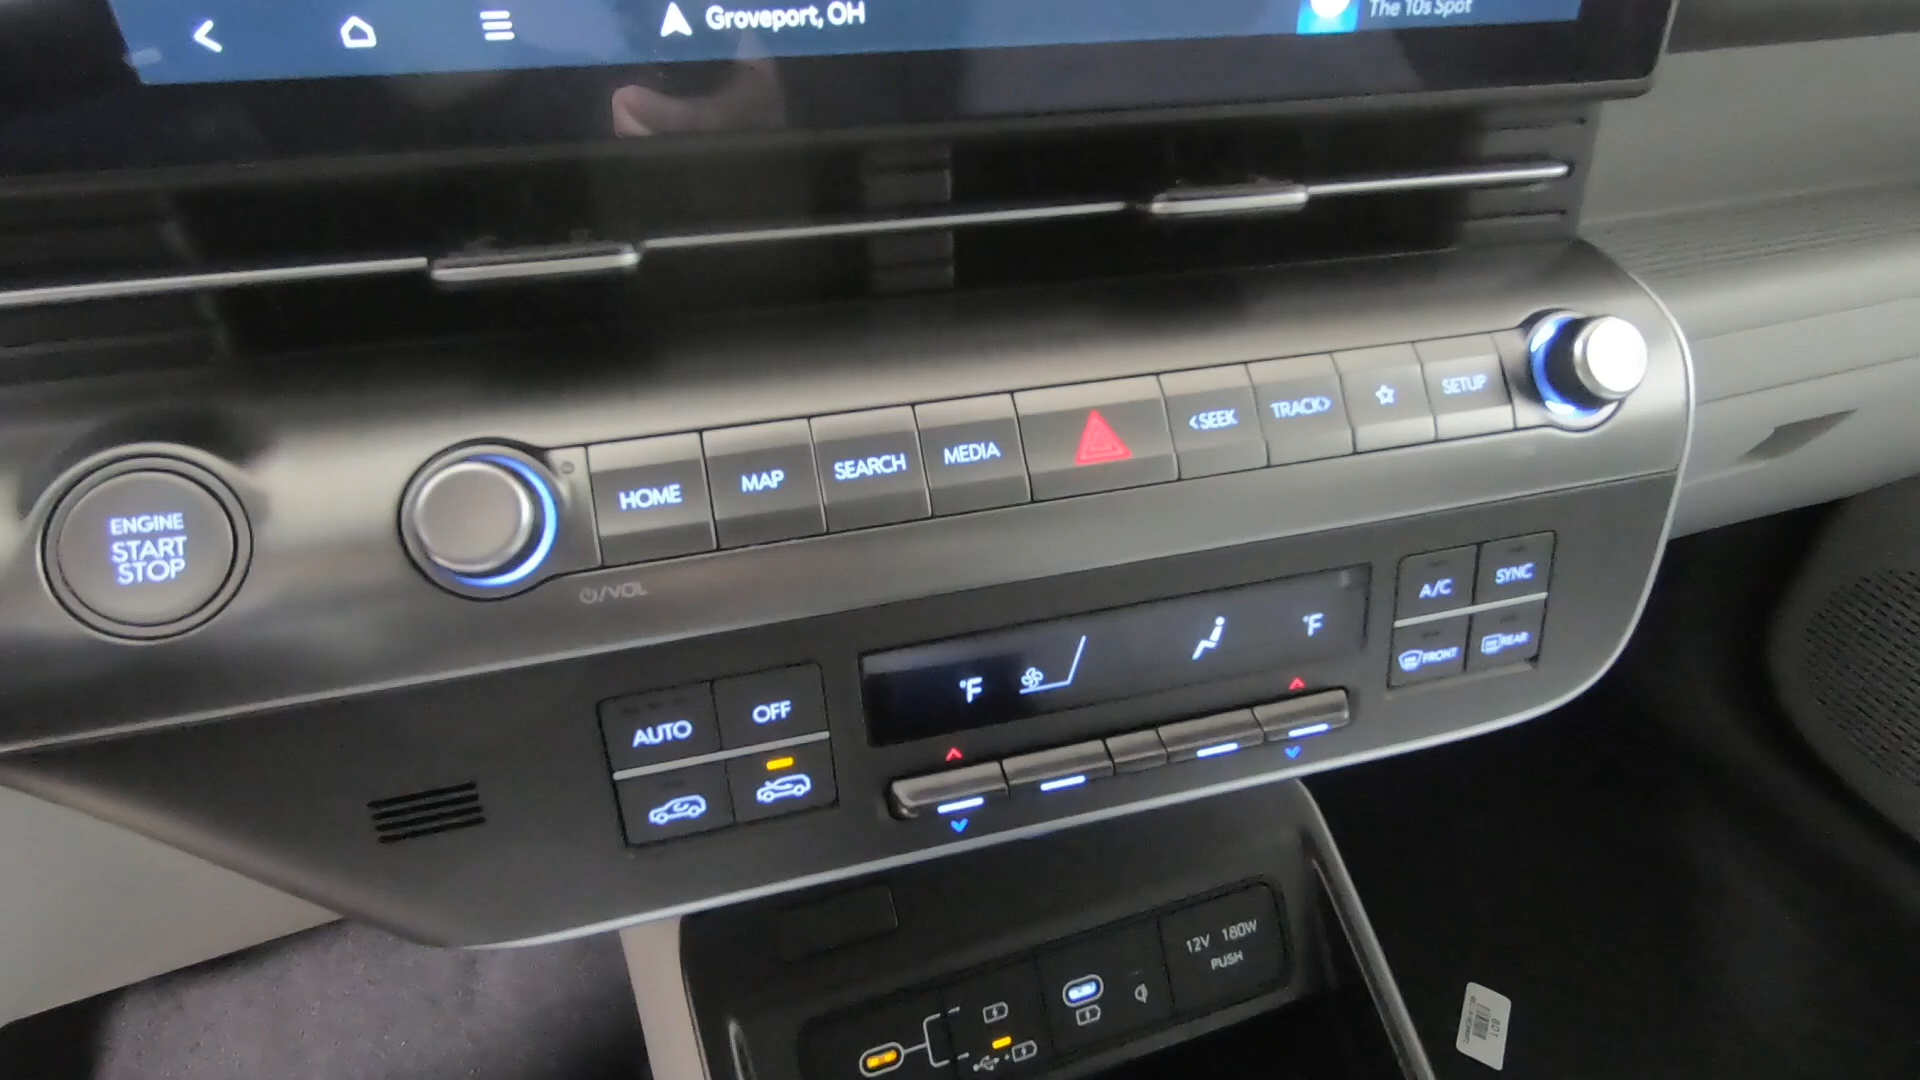 Groveport, OH
The 10s Spot
ENGINE
START
STOP
/VOL
HOME
MAP
SEARCH
MEDIA
<SEEK
TRACK>
SETUP
AUTO
OFF
°F
°F
A/C
SYNC
FRONT
REAR
12V 180W
PUSH
801